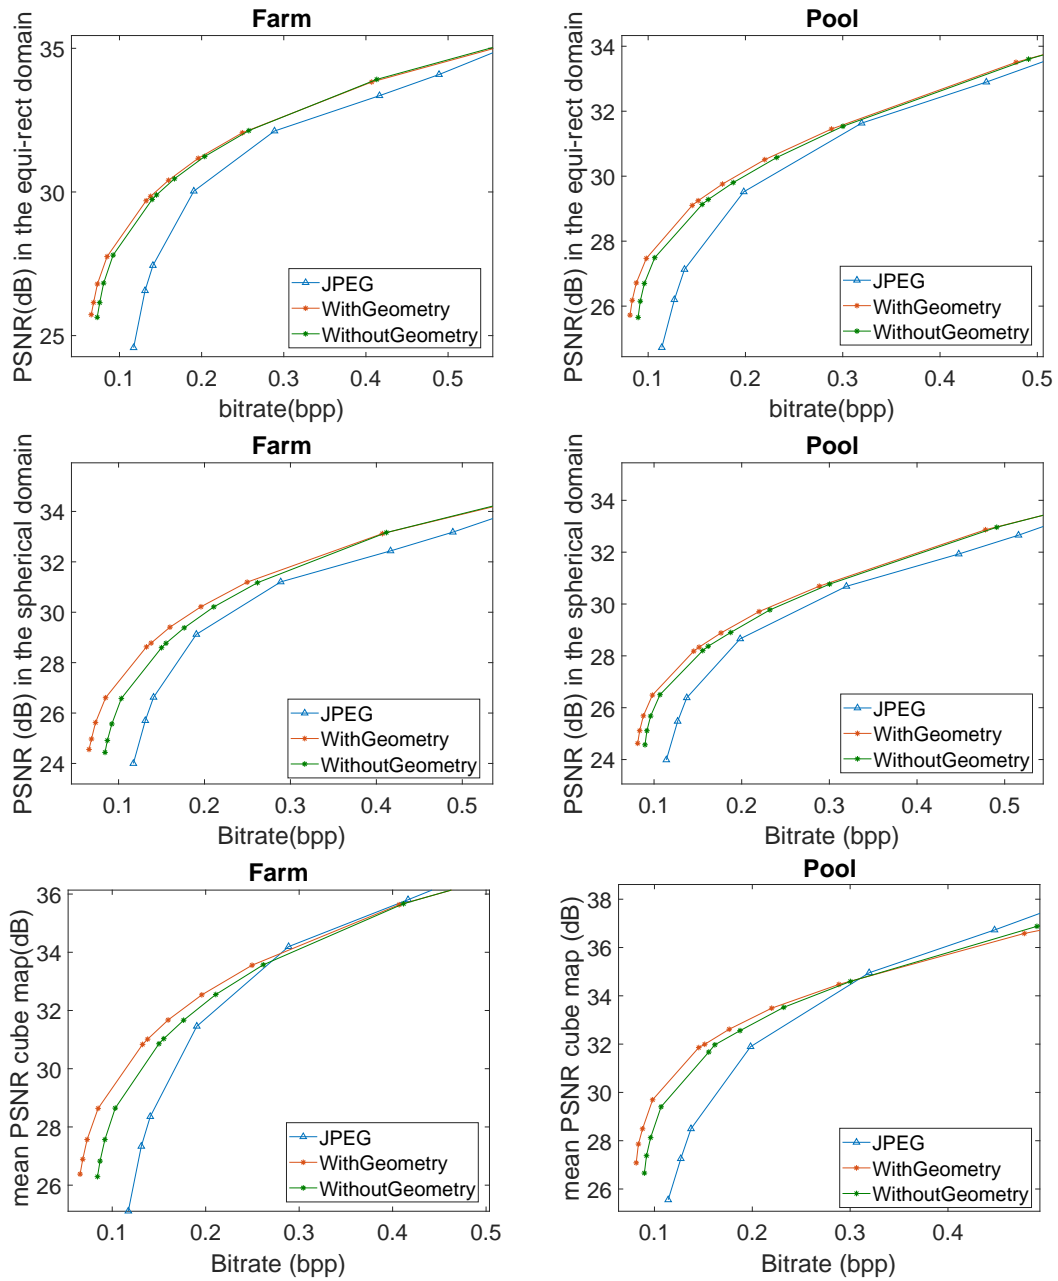 Farm
PSNR(dB) in the equi-rect domain
35
30
25
0.1 0.2 0.3 0.4 0.5
bitrate(bpp)
JPEG
WithGeometry
WithoutGeometry
Pool
PSNR(dB) in the equi-rect domain
34
32
30
28
26
0.1 0.2 0.3 0.4 0.5
bitrate(bpp)
JPEG
WithGeometry
WithoutGeometry
Farm
PSNR (dB) in the spherical domain
34
32
30
28
26
24
0.1 0.2 0.3 0.4 0.5
Bitrate(bpp)
JPEG
WithGeometry
WithoutGeometry
Pool
PSNR (dB) in the spherical domain
34
32
30
28
26
24
0.1 0.2 0.3 0.4 0.5
Bitrate (bpp)
JPEG
WithGeometry
WithoutGeometry
Farm
mean PSNR cube map(dB)
36
34
32
30
28
26
0.1 0.2 0.3 0.4 0.5
Bitrate (bpp)
JPEG
WithGeometry
WithoutGeometry
Pool
mean PSNR cube map (dB)
38
36
34
32
30
28
26
0.1 0.2 0.3 0.4
Bitrate (bpp)
JPEG
WithGeometry
WithoutGeometry